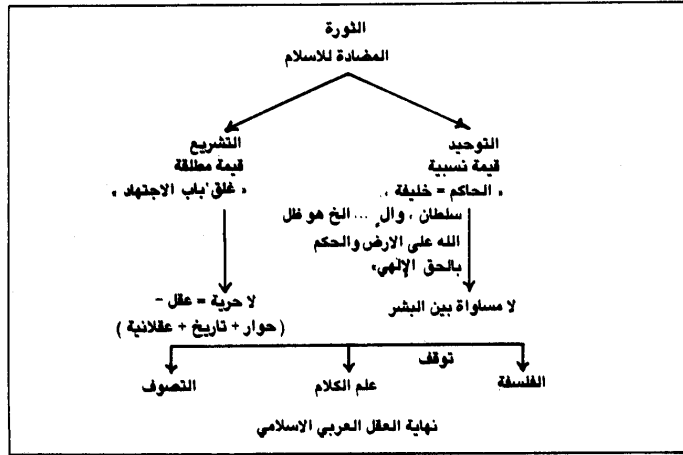 الثورة
المضادة للاسلام
التوحيد
قيمة نسبية
« الحاكم = خليفة ،
سلطان ، والٍ ... الخ هو ظل
الله على الارض والحكم
بالحق الإلهي»
لا مساواة بين البشر
التشريع
قيمة مطلقة
« غلق باب الاجتهاد »
لا حرية = عقل –
( حوار + تاريخ + عقلانية )
توقف
الفلسفة
علم الكلام
التصوف
نهاية العقل العربي الاسلامي